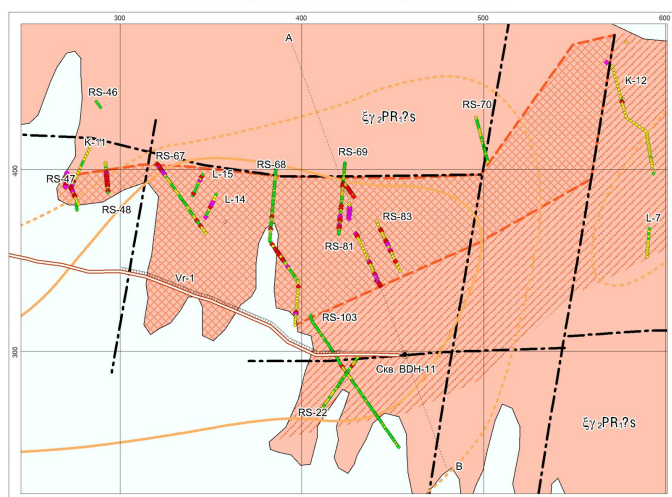 300
400
500
600
A
K-12
RS-46
ξγ₂PR₁?s
RS-70
K-11
RS-67
RS-69
RS-68
400
400
L-15
RS-47
L-14
RS-48
RS-83
L-7
RS-81
Vr-1
RS-103
300
300
Скв. BDH-11
RS-22
ξγ₂PR₁?s
B